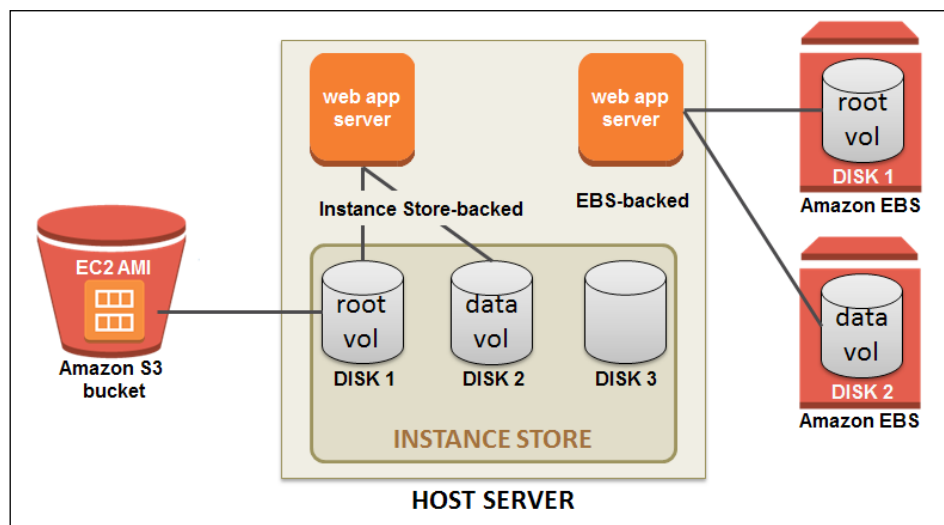 web app
server
web app
server
root
vol
DISK 1
Amazon EBS
Instance Store-backed
EBS-backed
EC2 AMI
Amazon S3
bucket
root
vol
DISK 1
data
vol
DISK 2
DISK 3
data
vol
DISK 2
Amazon EBS
INSTANCE STORE
HOST SERVER